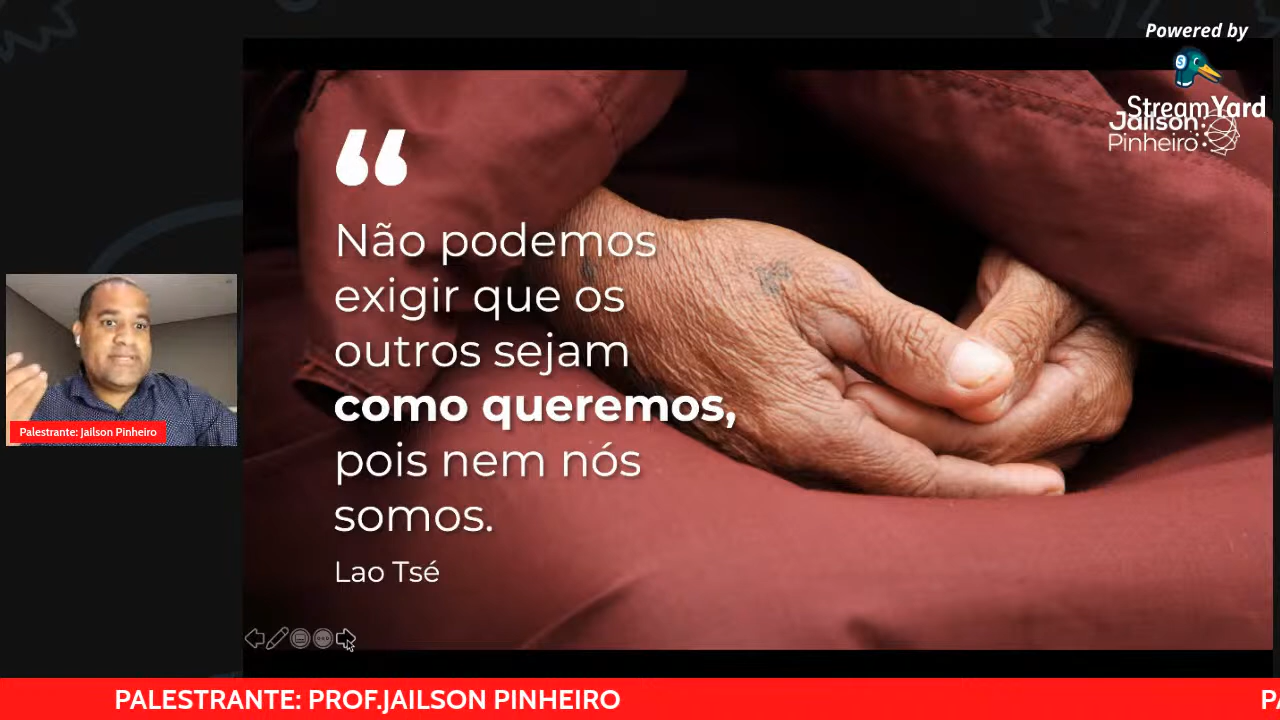 Powered by
StreamYard
Jailson
Pinheiro
“
Não podemos
exigir que os
outros sejam
como queremos,
pois nem nós
somos.
Lao Tsé
Palestrante: Jailson Pinheiro
PALESTRANTE: PROF.JAILSON PINHEIRO
PA